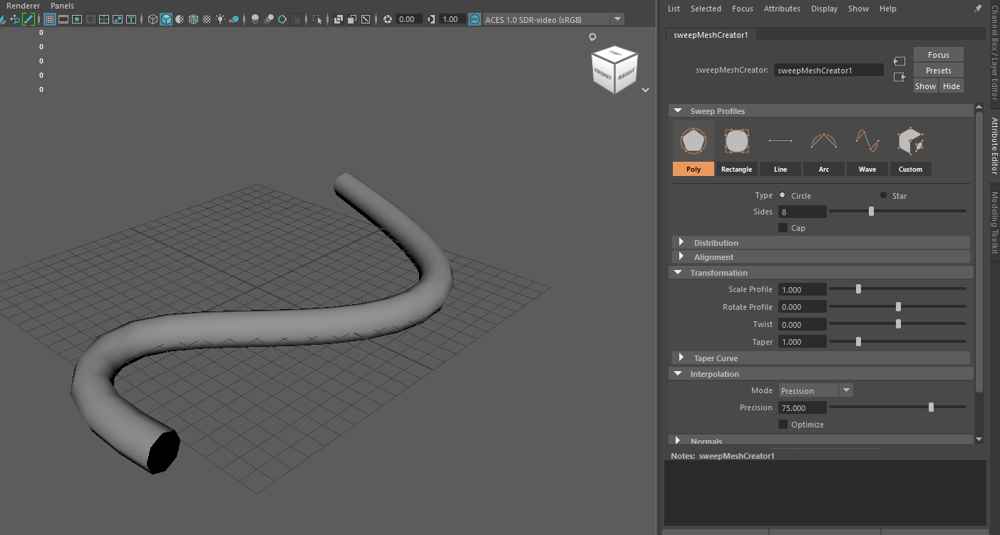 Renderer Panels
0.00 1.00 ON ACES 1.0 SDR-video (sRGB)
0
0
0
0
0
FRONT RIGHT
List Selected Focus Attributes Display Show Help
sweepMeshCreator1
sweepMeshCreator: sweepMeshCreator1
Focus
Presets
Show Hide
Sweep Profiles
Poly Rectangle Line Arc Wave Custom
Type Circle Star
Sides 8
Cap
Distribution
Alignment
Transformation
Scale Profile 1.000
Rotate Profile 0.000
Twist 0.000
Taper 1.000
Taper Curve
Interpolation
Mode Precision
Precision 75.000
Optimize
Normals
Notes: sweepMeshCreator1
Channel Box / Layer Editor
Attribute Editor
Modeling Toolkit